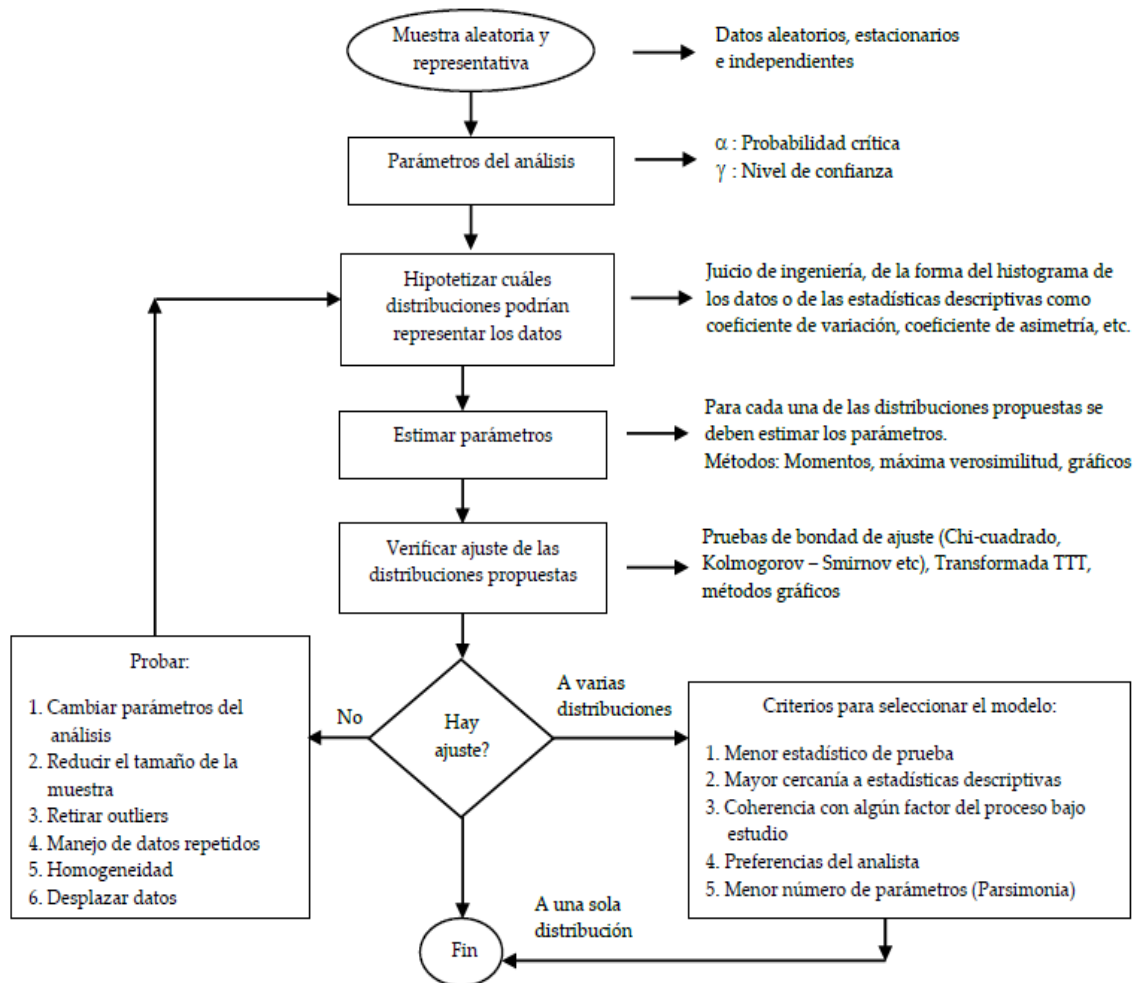 Muestra aleatoria y
representativa
Datos aleatorios, estacionarios
e independientes
Parámetros del análisis
α : Probabilidad crítica
γ : Nivel de confianza
Hipotetizar cuáles
distribuciones podrían
representar los datos
Juicio de ingeniería, de la forma del histograma de
los datos o de las estadísticas descriptivas como
coeficiente de variación, coeficiente de asimetría, etc.
Estimar parámetros
Para cada una de las distribuciones propuestas se
deben estimar los parámetros.
Métodos: Momentos, máxima verosimilitud, gráficos
Verificar ajuste de las
distribuciones propuestas
Pruebas de bondad de ajuste (Chi-cuadrado,
Kolmogorov – Smirnov etc), Transformada TTT,
métodos gráficos
Probar:
1. Cambiar parámetros del
análisis
2. Reducir el tamaño de la
muestra
3. Retirar outliers
4. Manejo de datos repetidos
5. Homogeneidad
6. Desplazar datos
No
Hay
ajuste?
A varias
distribuciones
Criterios para seleccionar el modelo:
1. Menor estadístico de prueba
2. Mayor cercanía a estadísticas descriptivas
3. Coherencia con algún factor del proceso bajo
estudio
4. Preferencias del analista
5. Menor número de parámetros (Parsimonia)
A una sola
distribución
Fin